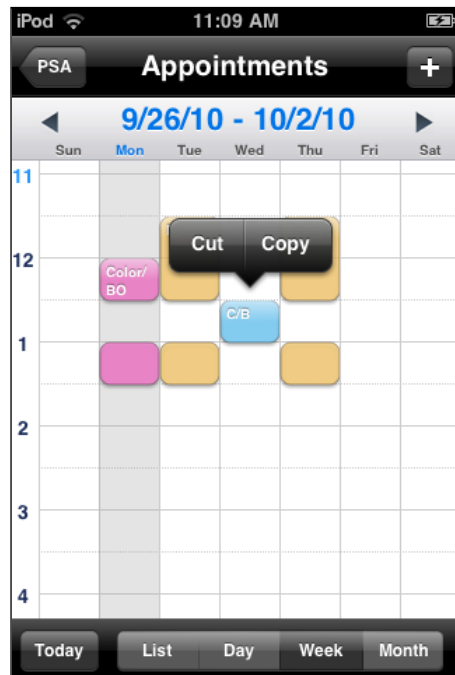 iPod 11:09 AM
PSA Appointments +
9/26/10 - 10/2/10
Sun Mon Tue Wed Thu Fri Sat
11
Cut Copy
12
Color/
BO
C/B
1
2
3
4
Today List Day Week Month